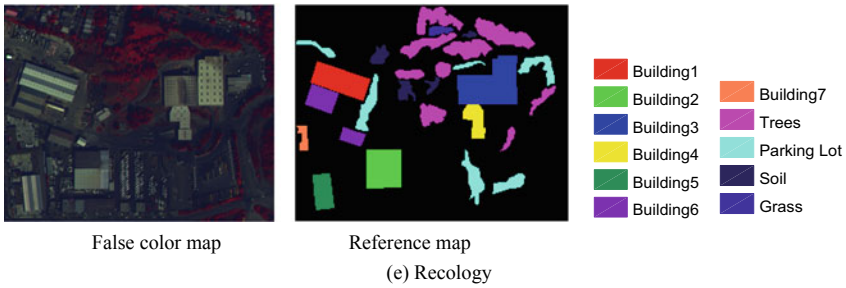 Building1
Building2
Building3
Building4
Building5
Building6
Building7
Trees
Parking Lot
Soil
Grass
False color map
Reference map
(e) Recology